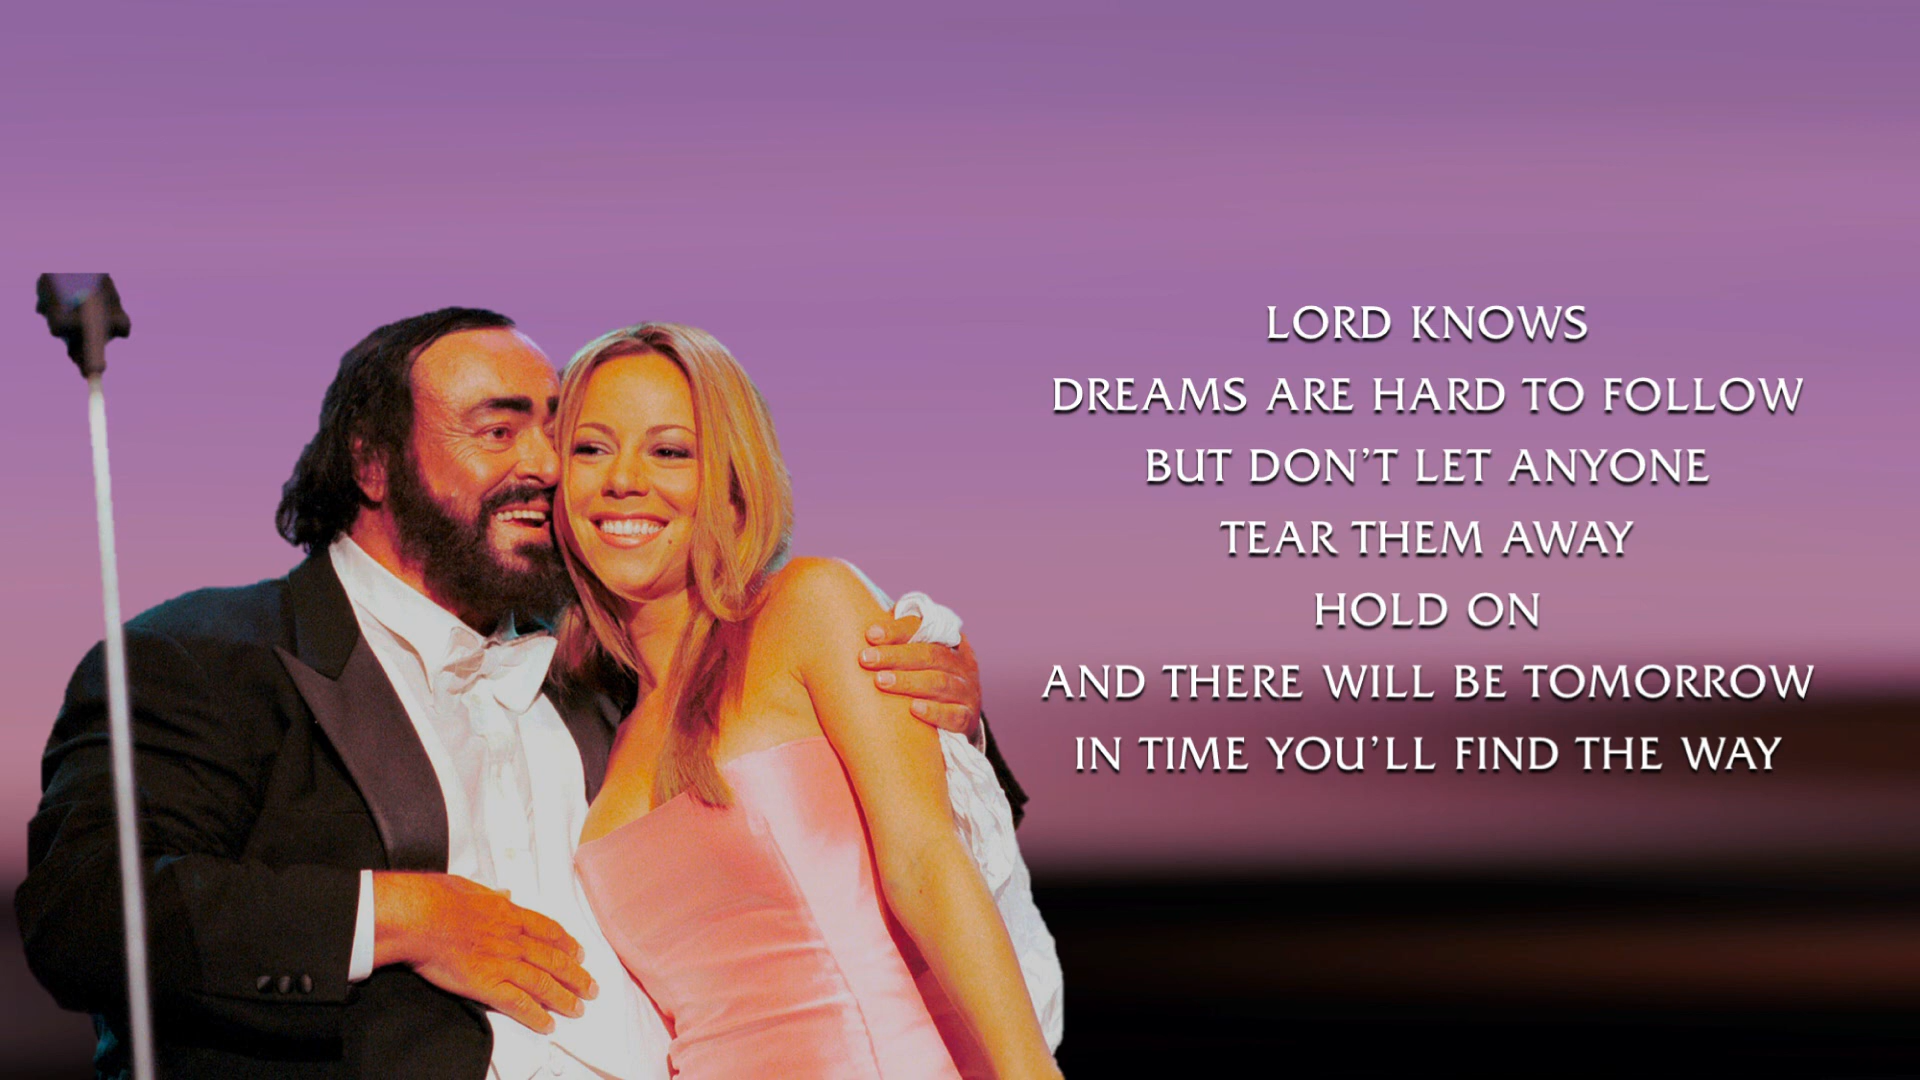 LORD KNOWS
DREAMS ARE HARD TO FOLLOW
BUT DON'T LET ANYONE
TEAR THEM AWAY
HOLD ON
AND THERE WILL BE TOMORROW
IN TIME YOU'LL FIND THE WAY